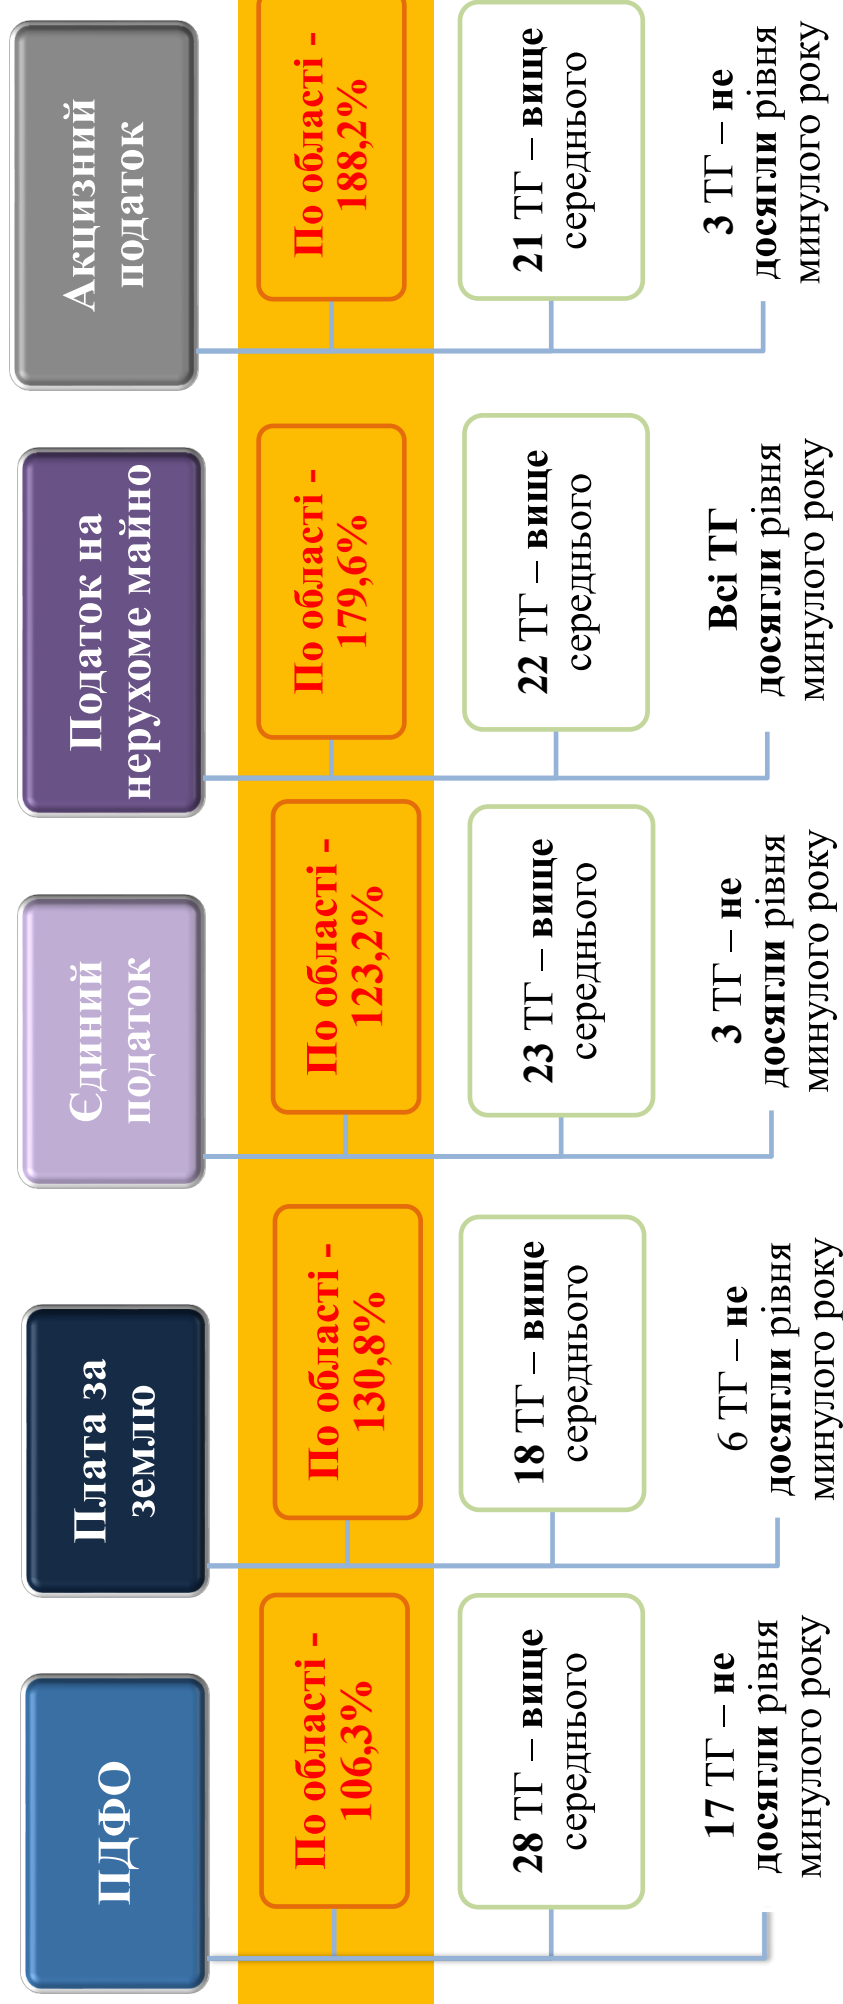 ПДФО
По області -
106,3%
28 ТГ – вище
середнього
17 ТГ – не
досягли рівня
минулого року
Плата за
землю
По області -
130,8%
18 ТГ – вище
середнього
6 ТГ – не
досягли рівня
минулого року
Єдиний
податок
По області -
123,2%
23 ТГ – вище
середнього
3 ТГ – не
досягли рівня
минулого року
Податок на
нерухоме майно
По області -
179,6%
22 ТГ – вище
середнього
Всі ТГ
досягли рівня
минулого року
Акцизний
податок
По області -
188,2%
21 ТГ – вище
середнього
3 ТГ – не
досягли рівня
минулого року